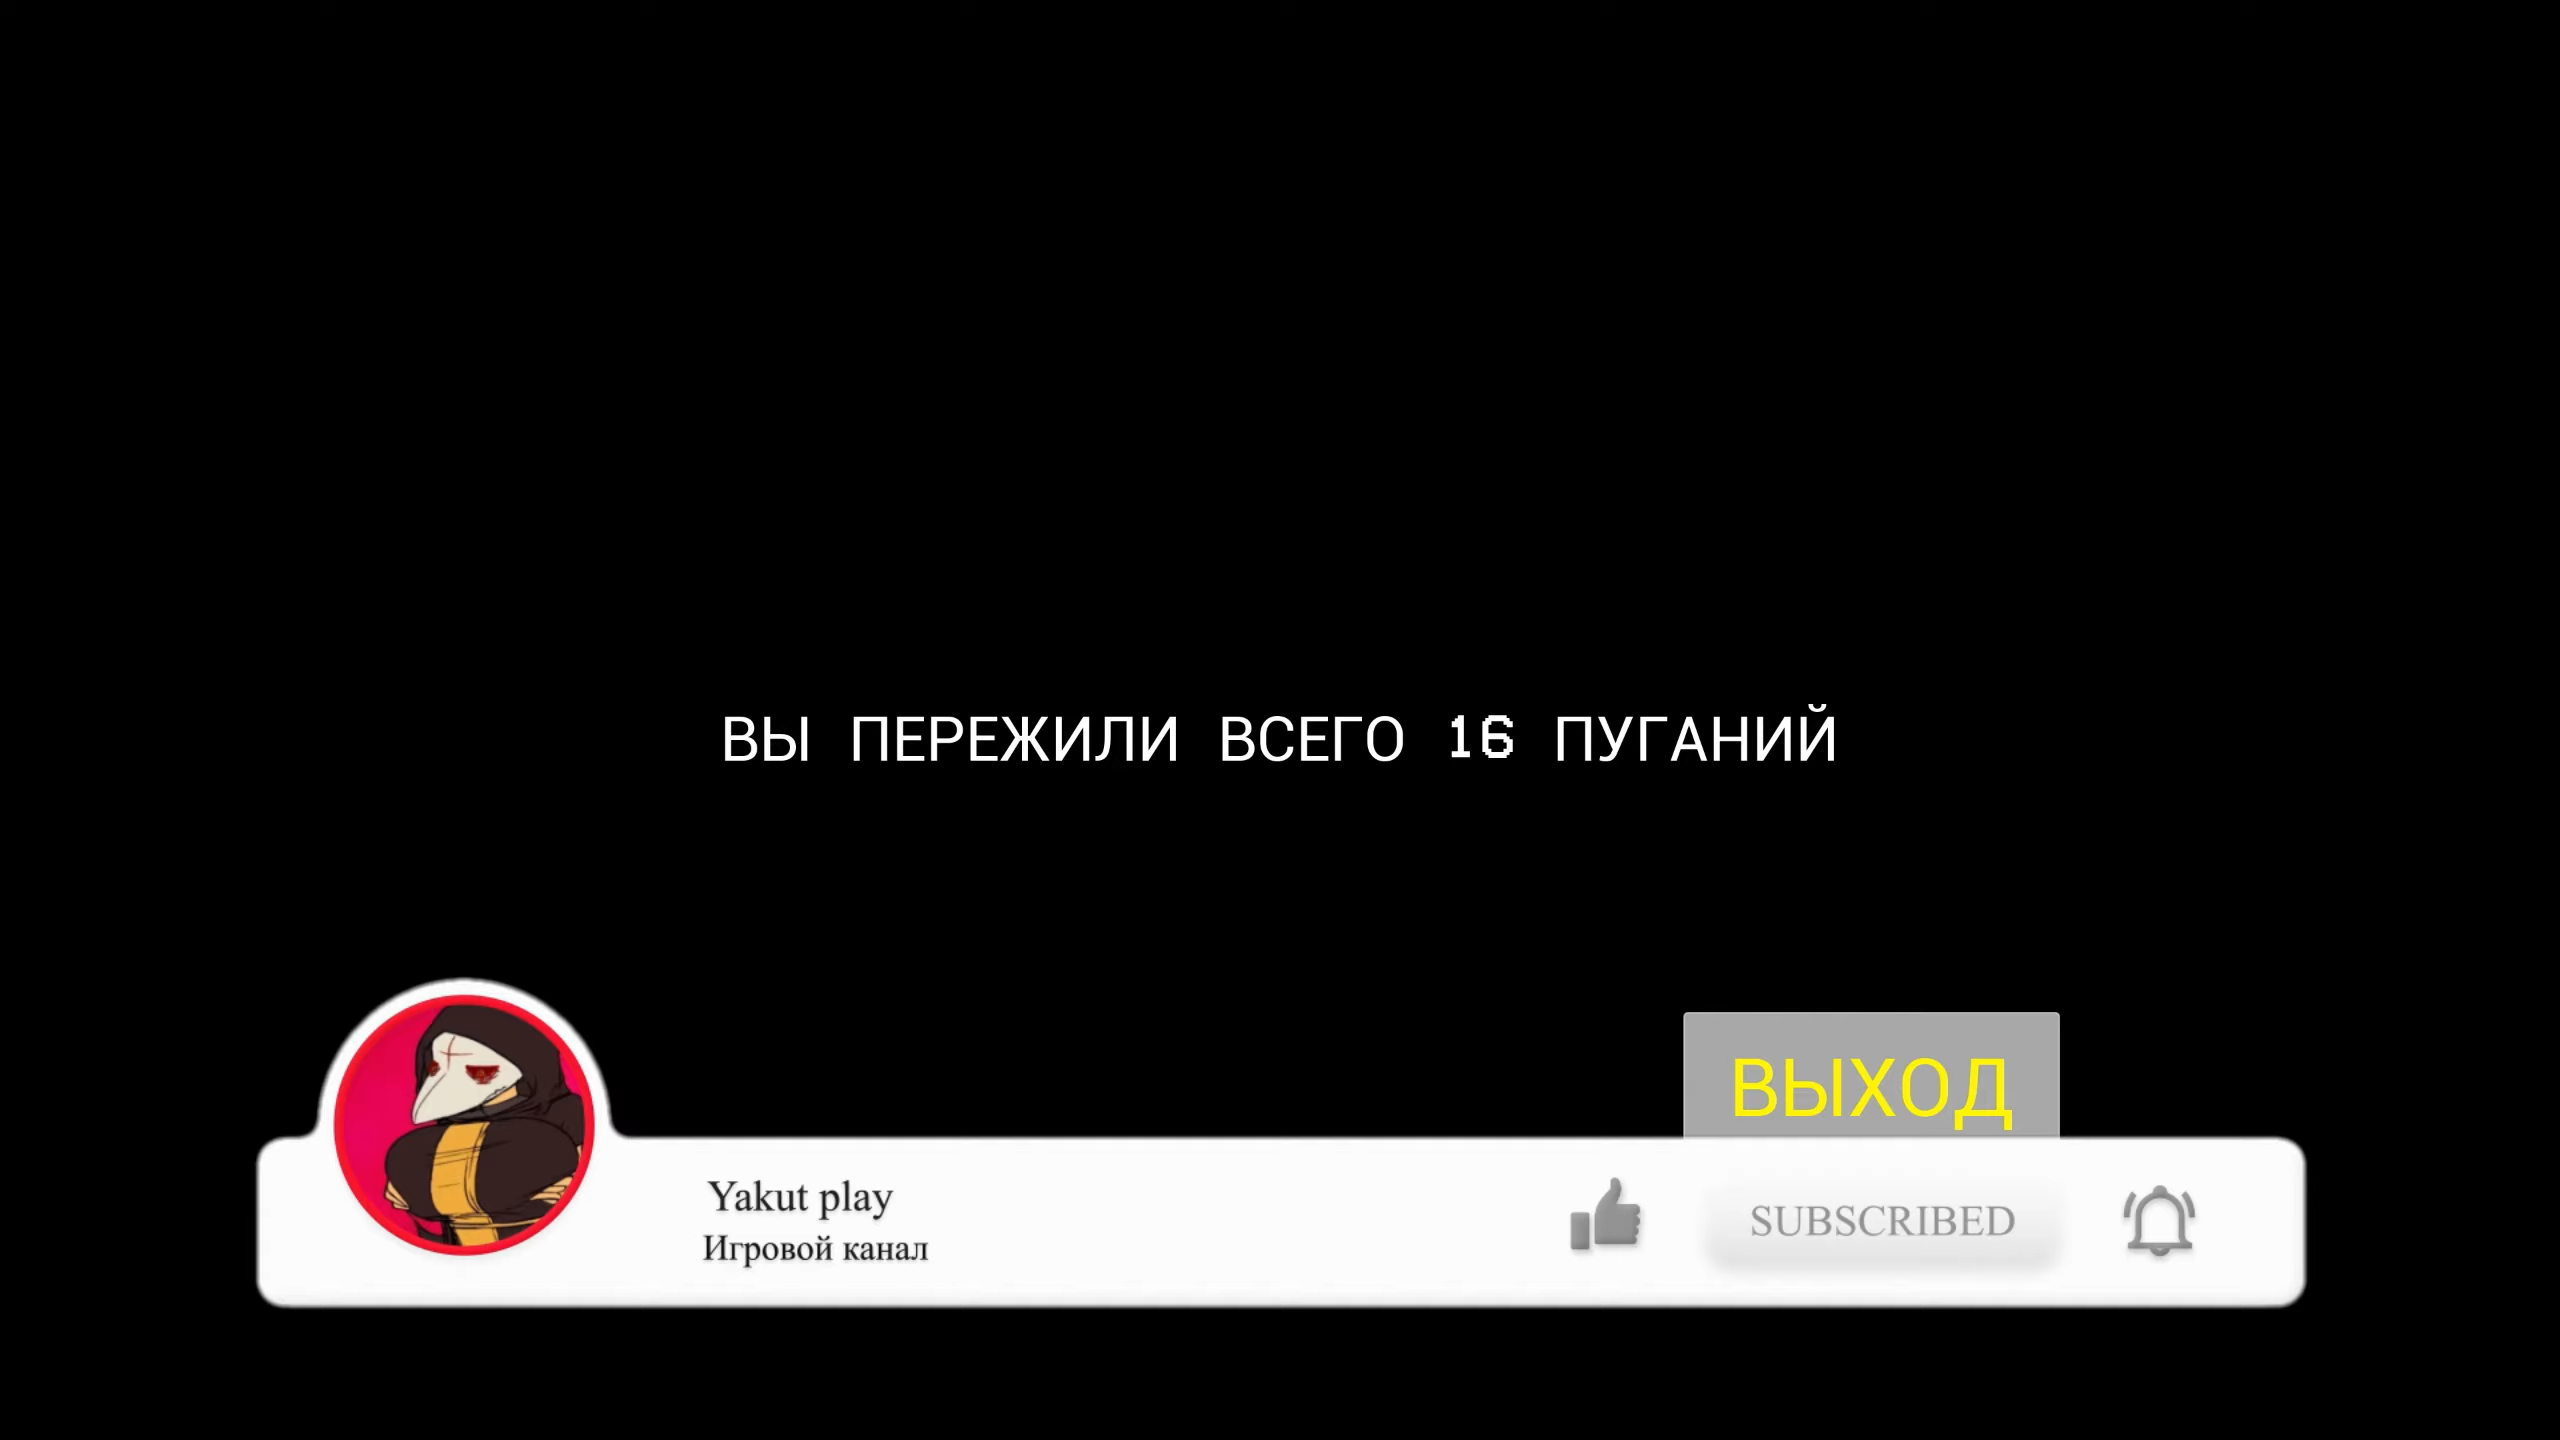 ВЫ ПЕРЕЖИЛИ ВСЕГО 16 ПУГАНИЙ
ВЫХОД
Yakut play
Игровой канал
SUBSCRIBED